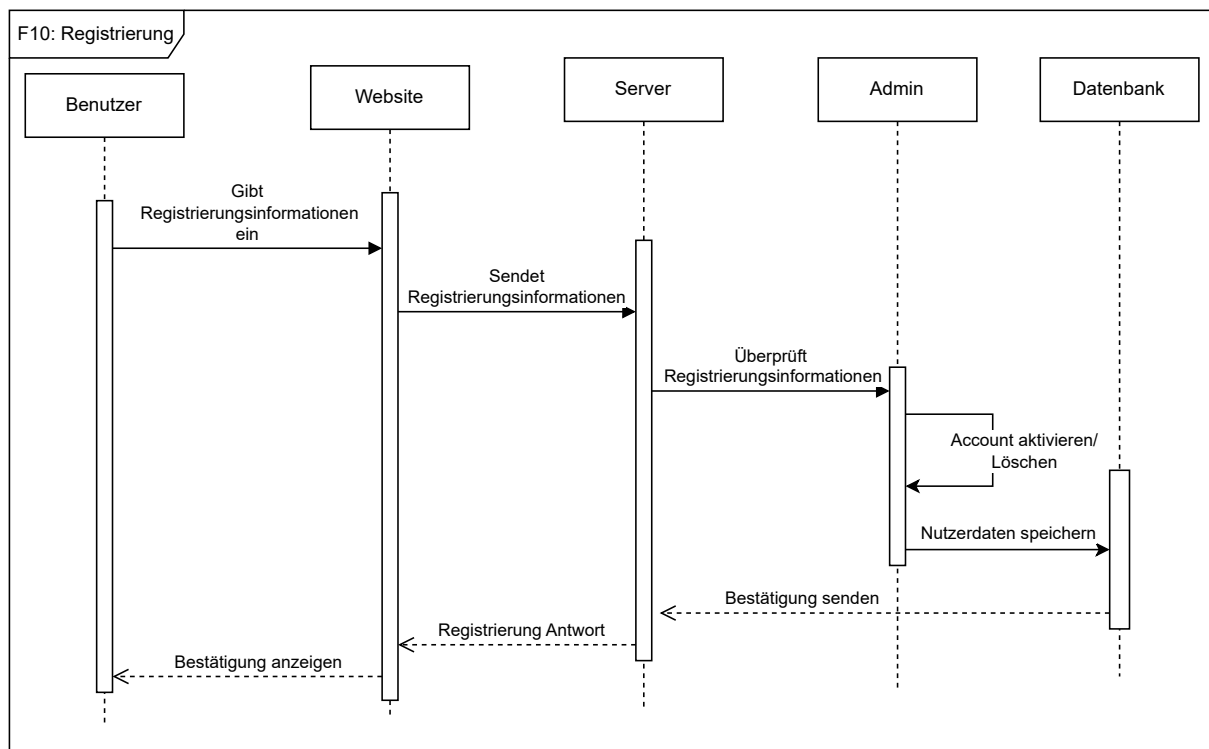 F10: Registrierung
Benutzer
Website
Server
Admin
Datenbank
Gibt
Registrierungsinformationen
ein
Sendet
Registrierungsinformationen
Überprüft
Registrierungsinformationen
Account aktivieren/
Löschen
Nutzerdaten speichern
Bestätigung senden
Registrierung Antwort
Bestätigung anzeigen